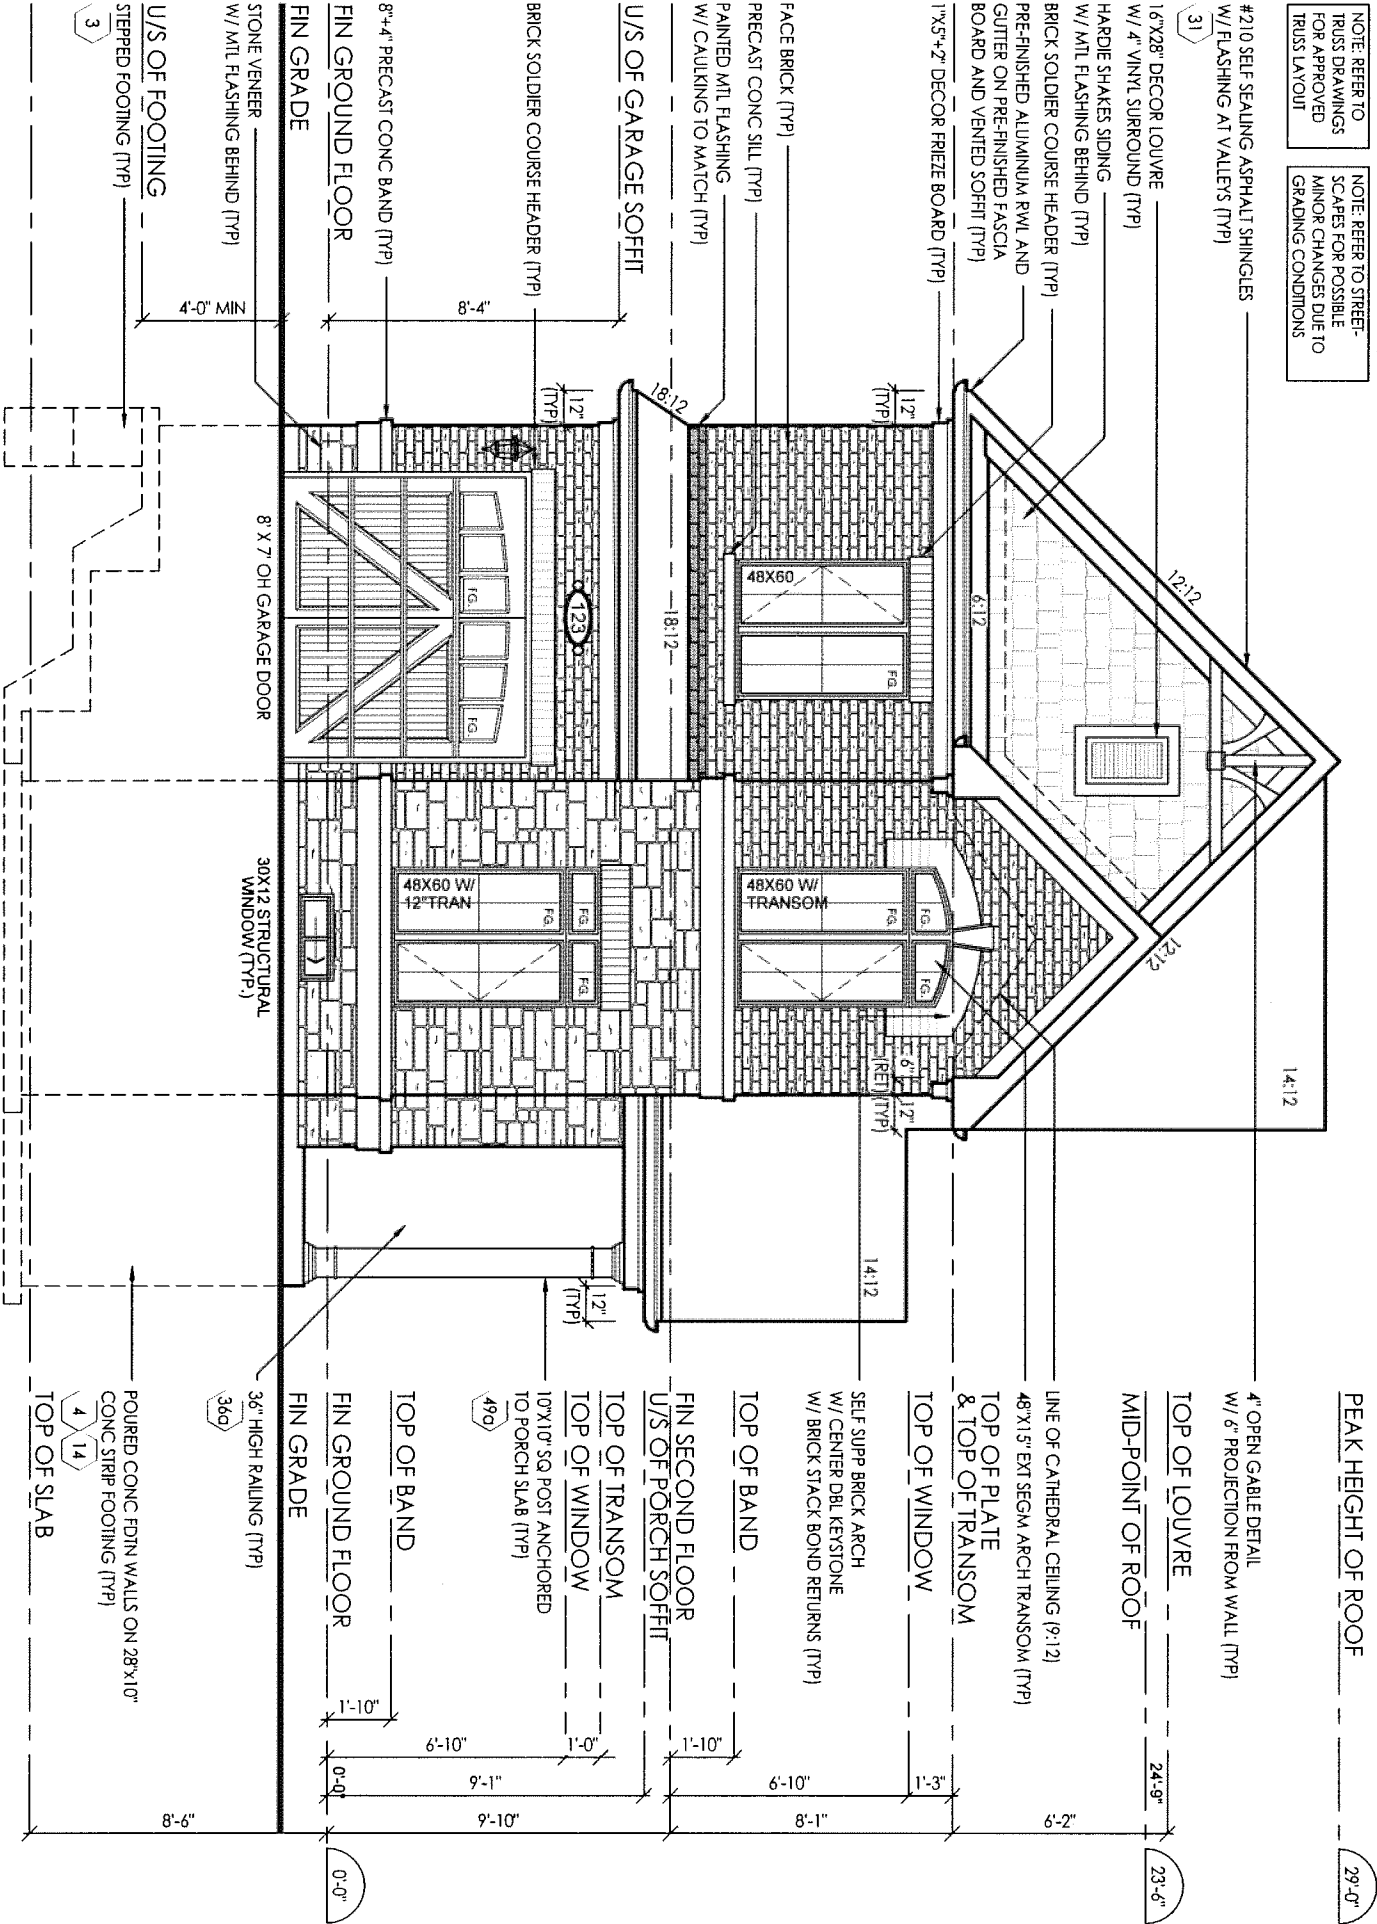 NOTE: REFER TO
TRUSS DRAWINGS
FOR APPROVED
TRUSS LAYOUT
NOTE: REFER TO STREET-
SCAPES FOR POSSIBLE
MINOR CHANGES DUE TO
GRADING CONDITIONS
#210 SELF SEALING ASPHALT SHINGLES
W/ FLASHING AT VALLEYS (TYP)
31
16"X28" DECOR LOUVRE
W/ 4" VINYL SURROUND (TYP)
HARDIE SHAKES SIDING
W/ MTL FLASHING BEHIND (TYP)
BRICK SOLDIER COURSE HEADER (TYP)
PRE-FINISHED ALUMINUM RWL AND
GUTTER ON PRE-FINISHED FASCIA
BOARD AND VENTED SOFFIT (TYP)
1"X5"+2" DECOR FRIEZE BOARD (TYP)
FACE BRICK (TYP)
PRECAST CONC SILL (TYP)
PAINTED MTL FLASHING
W/ CAULKING TO MATCH (TYP)
U/S OF GARAGE SOFFIT
BRICK SOLDIER COURSE HEADER (TYP)
8"+4" PRECAST CONC BAND (TYP)
FIN GROUND FLOOR
FIN GRADE
STONE VENEER
W/ MTL FLASHING BEHIND (TYP)
U/S OF FOOTING
STEPPED FOOTING (TYP)
3
8'-4"
4'-0" MIN
12:12
6:12
12:12
14:12
14:12
18:12
18:12
12"
(TYP)
12"
(TYP)
6"
(RET)
12"
(TYP)
12"
(TYP)
48X60
FG
48X60 W/
TRANSOM
FG
FG
FG
48X60 W/
12"TRAN
FG
FG
FG
123
FG
FG
8' X 7' OH GARAGE DOOR
30X12 STRUCTURAL
WINDOW (TYP.)
PEAK HEIGHT OF ROOF
4" OPEN GABLE DETAIL
W/ 6" PROJECTION FROM WALL (TYP)
TOP OF LOUVRE
MID-POINT OF ROOF
LINE OF CATHEDRAL CEILING (9:12)
48"X15" EXT SEGM ARCH TRANSOM (TYP)
TOP OF PLATE
& TOP OF TRANSOM
TOP OF WINDOW
SELF SUPP BRICK ARCH
W/ CENTER DBL KEYSTONE
W/ BRICK STACK BOND RETURNS (TYP)
TOP OF BAND
FIN SECOND FLOOR
U/S OF PORCH SOFFIT
TOP OF TRANSOM
TOP OF WINDOW
10"X10" SQ POST ANCHORED
TO PORCH SLAB (TYP)
49a
TOP OF BAND
FIN GROUND FLOOR
FIN GRADE
36" HIGH RAILING (TYP)
36a
POURED CONC FDTN WALLS ON 28"x10"
CONC STRIP FOOTING (TYP)
4
14
TOP OF SLAB
29'-0"
24'-9"
23'-6"
6'-2"
1'-3"
6'-10"
8'-1"
1'-10"
1'-0"
6'-10"
9'-1"
9'-10"
1'-10"
0'-0"
0'-0"
8'-6"